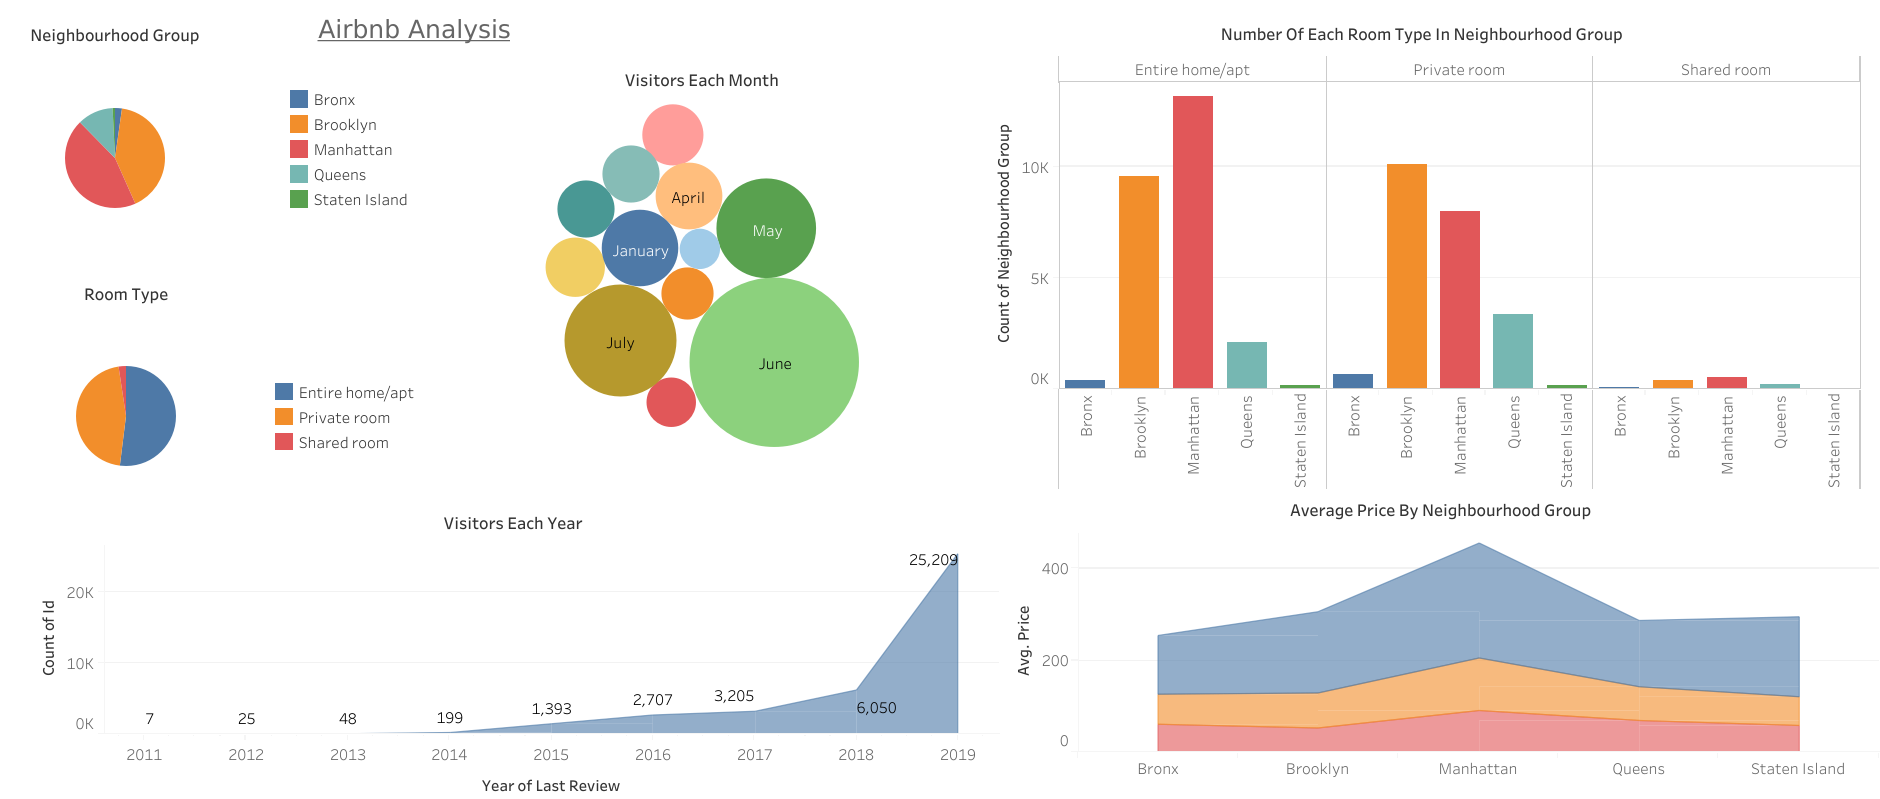 Airbnb Analysis
Neighbourhood Group
Bronx
Brooklyn
Manhattan
Queens
Staten Island
Room Type
Entire home/apt
Private room
Shared room
Visitors Each Month
April
May
January
July
June
Number Of Each Room Type In Neighbourhood Group
Entire home/apt
Private room
Shared room
Count of Neighbourhood Group
10K
5K
0K
Bronx
Brooklyn
Manhattan
Queens
Staten Island
Bronx
Brooklyn
Manhattan
Queens
Staten Island
Bronx
Brooklyn
Manhattan
Queens
Staten Island
Visitors Each Year
Count of Id
20K
10K
0K
7
25
48
199
1,393
2,707
3,205
6,050
25,209
2011
2012
2013
2014
2015
2016
2017
2018
2019
Year of Last Review
Average Price By Neighbourhood Group
Avg. Price
400
200
0
Bronx
Brooklyn
Manhattan
Queens
Staten Island